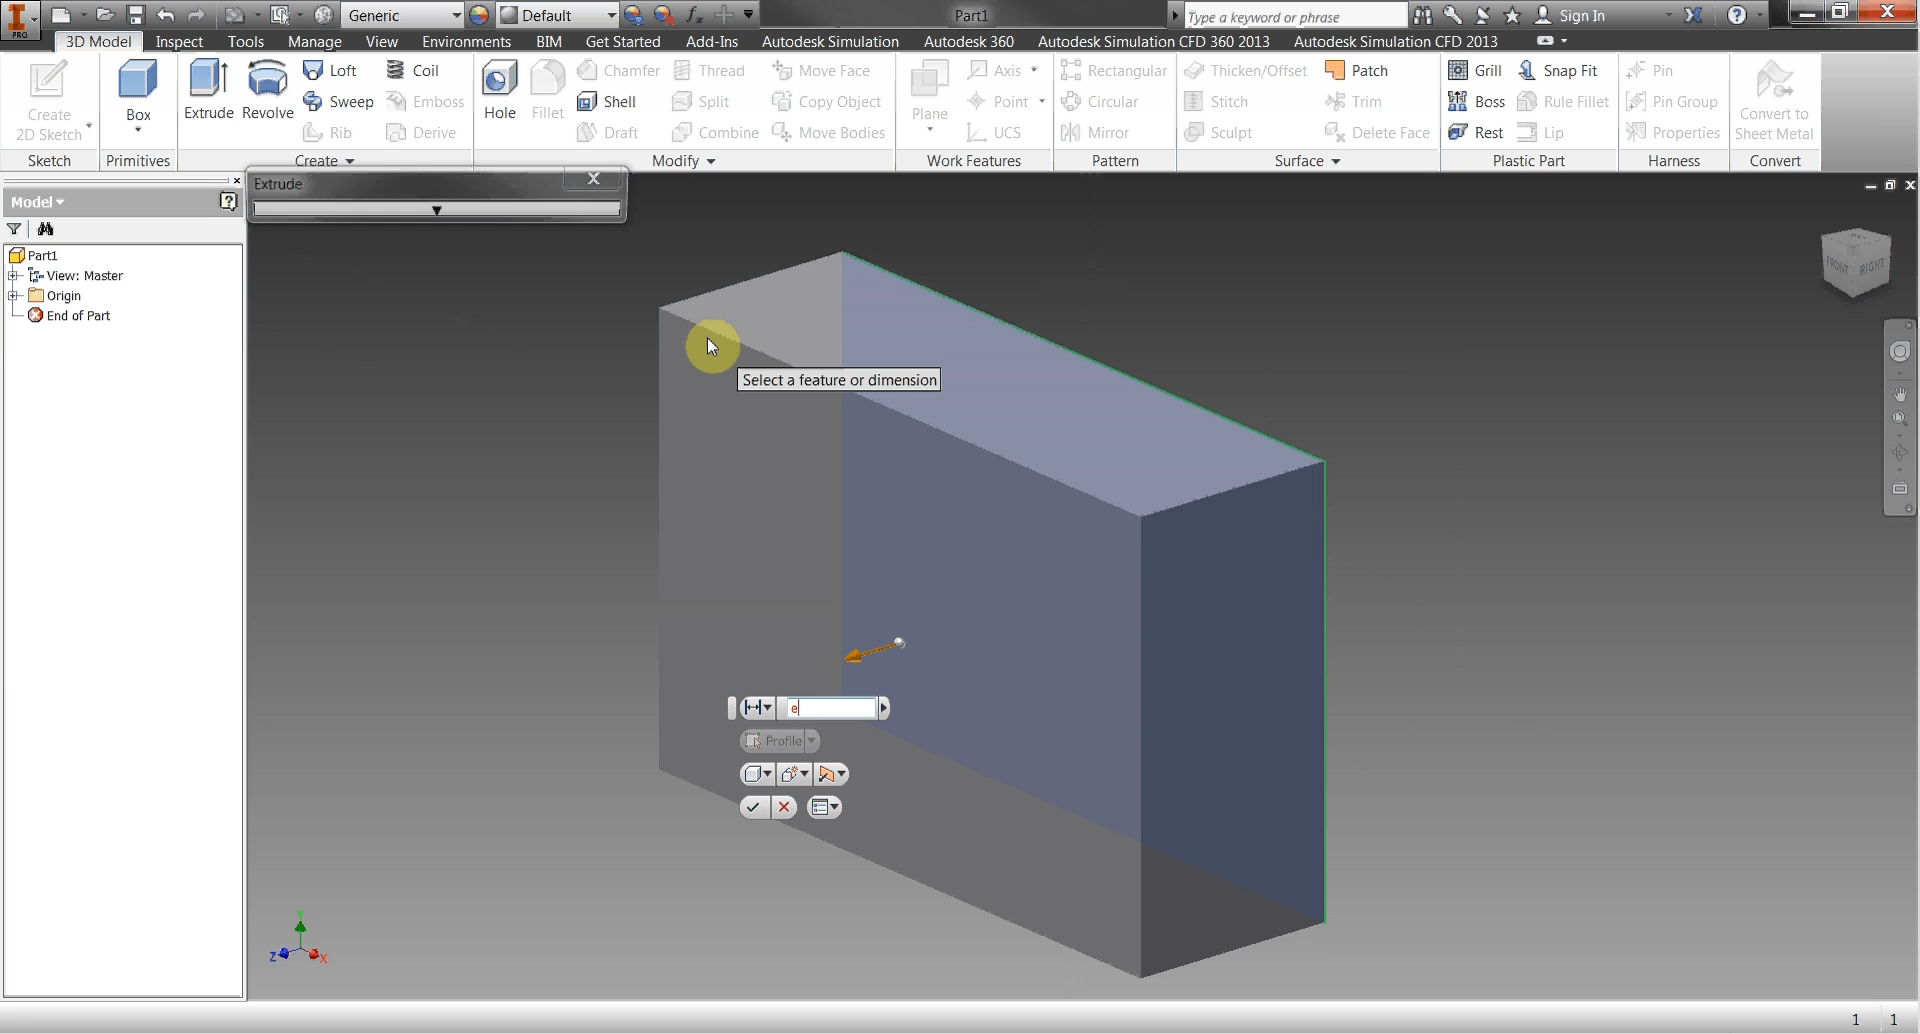 PRO
Generic
Default
Part1
Type a keyword or phrase
Sign In
3D Model Inspect Tools Manage View Environments BIM Get Started Add-Ins Autodesk Simulation Autodesk 360 Autodesk Simulation CFD 360 2013 Autodesk Simulation CFD 2013
Create
2D Sketch
Sketch
Box
Primitives
Extrude
Revolve
Loft
Sweep
Rib
Coil
Emboss
Derive
Create
Hole
Fillet
Chamfer
Shell
Draft
Thread
Split
Combine
Move Face
Copy Object
Move Bodies
Modify
Plane
Axis
Point
UCS
Work Features
Rectangular
Circular
Mirror
Pattern
Thicken/Offset
Stitch
Sculpt
Patch
Trim
Delete Face
Surface
Grill
Boss
Rest
Snap Fit
Rule Fillet
Lip
Plastic Part
Pin
Pin Group
Properties
Harness
Convert to
Sheet Metal
Convert
Model
Part1
View: Master
Origin
End of Part
Extrude
FRONT
RIGHT
Select a feature or dimension
e
Profile
Y
Z
X
1 1